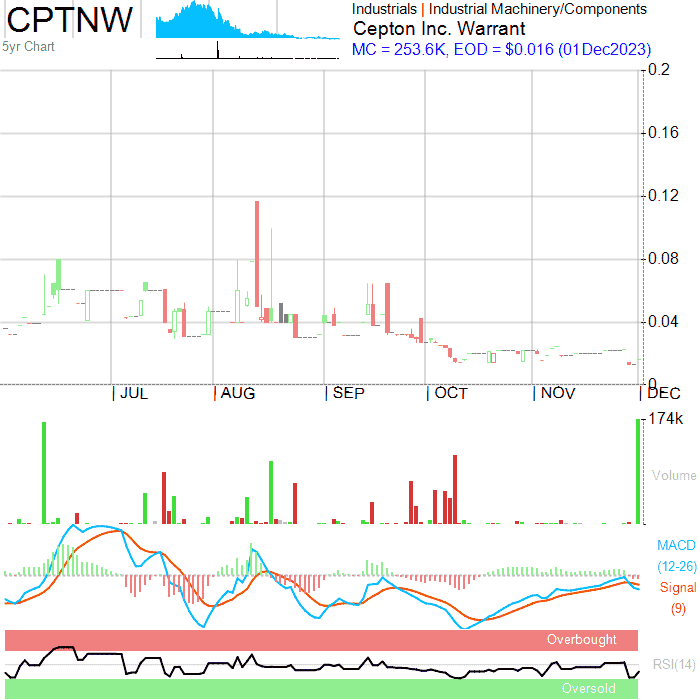 CPTNW
5yr Chart
Industrials | Industrial Machinery/Components
Cepton Inc. Warrant
MC = 253.6K, EOD = $0.016 (01Dec2023)
0.2
0.16
0.12
0.08
0.04
0
| JUL | AUG | SEP | OCT | NOV | DEC
174k
Volume
MACD
(12-26)
Signal
(9)
Overbought
RSI(14)
Oversold